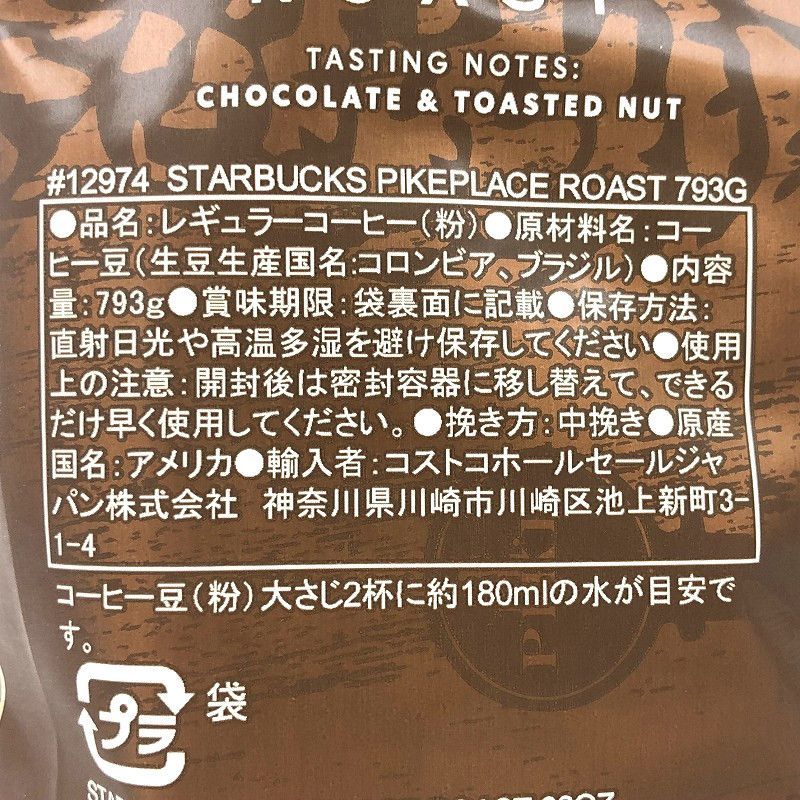 TASTING NOTES:
CHOCOLATE & TOASTED NUT
#12974 STARBUCKS PIKEPLACE ROAST 793G
●品名:レギュラーコーヒー(粉)●原材料名:コー
ヒー豆(生豆生産国名:コロンビア、ブラジル)●内容
量:793g●賞味期限:袋裏面に記載●保存方法:
直射日光や高温多湿を避け保存してください●使用
上の注意:開封後は密封容器に移し替えて、できる
だけ早く使用してください。●挽き方:中挽き●原産
国名:アメリカ●輸入者:コストコホールセールジャ
パン株式会社 神奈川県川崎市川崎区池上新町3-
1-4
コーヒー豆(粉)大さじ2杯に約180mlの水が目安で
す。
プラ 袋